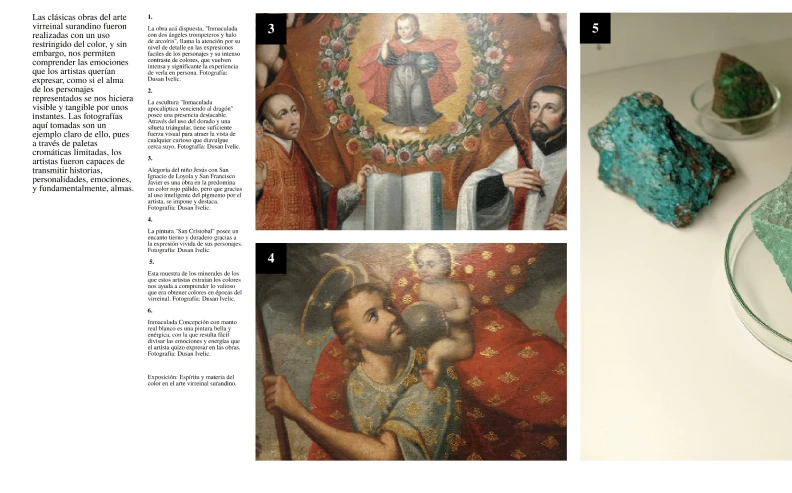 Las clásicas obras del arte
virreinal surandino fueron
realizadas con un uso
restringido del color, y sin
embargo, nos permiten
comprender las emociones
que los artistas querían
expresar, como si el alma
de los personajes
representados se nos hiciera
visible y tangible por unos
instantes. Las fotografías
aquí tomadas son un
ejemplo claro de ello, pues
a través de paletas
cromáticas limitadas, los
artistas fueron capaces de
transmitir historias,
personalidades, emociones,
y fundamentalmente, almas.
1.
La obra acá dispuesta, "Inmaculada
con dos ángeles trompeteros y halo
de arcoíris", llama la atención por su
nivel de detalle en las expresiones
faciles de los personajes y su intenso
contraste de colores, que vuelven
intensa y significante la experiencia
de verla en persona. Fotografía:
Dusan Ivelic.
2.
La escultura "Inmaculada
apocalíptica venciendo al dragón"
posee una presencia destacable.
Através del uso del dorado y una
silueta triángular, tiene suficiente
fuerza visual para atraer la vista de
cualquier curioso que diavulgue
cerca suyo. Fotografía: Dusan Ivelic.
3.
Alegoría del niño Jesús con San
Ignacio de Loyola y San Francisco
Javier es una obra en la predomina
un color rojo pálido, pero que gracias
al uso inteligente del pigmento por el
artista, se impone y destaca.
Fotografía: Dusan Ivelic.
4.
La pintura "San Cristobal" posee un
encanto tierno y duradero gracias a
la expresión vívida de sus personajes.
Fotografía: Dusan Ivelic.
5.
Esta muestra de los minerales de los
que estos artistas extraían los colores
nos ayuda a comprender lo valioso
que era obtener colores en épocas del
virreinal. Fotografía: Dusan Ivelic.
6.
Inmaculada Concepción con manto
real blanco es una pintura bella y
enérgica, con la que resulta fácil
divisar las emociones y energías que
el artista quizo expresar en las obras.
Fotografía: Dusan Ivelic.
Exposición: Espíritu y materia del
color en el arte virreinal surandino.
3
4
5